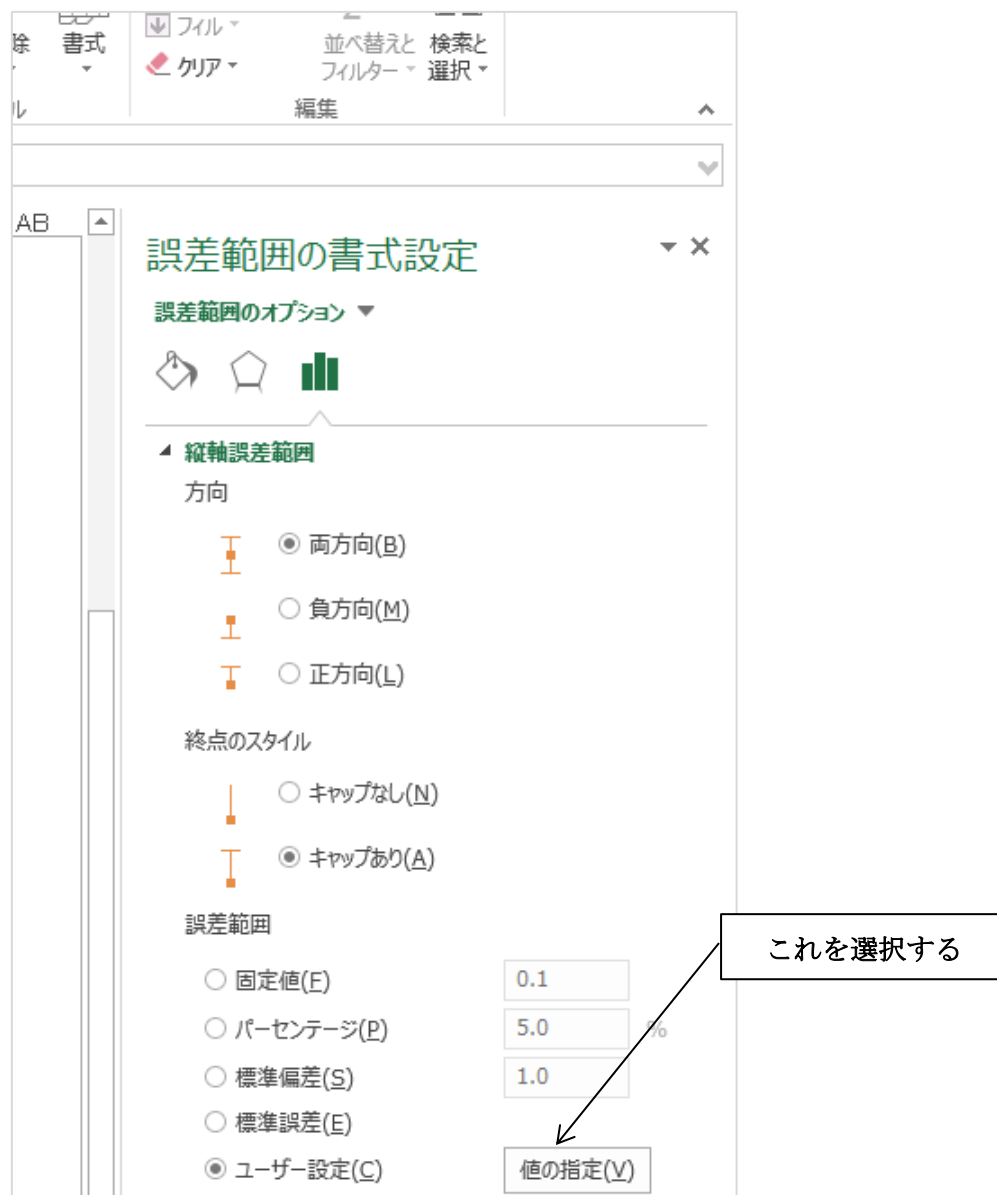 除 書式 フィル 並べ替えと 検索と
クリア フィルター 選択
ル 編集
AB
誤差範囲の書式設定
誤差範囲のオプション
縦軸誤差範囲
方向
両方向(B)
負方向(M)
正方向(L)
終点のスタイル
キャップなし(N)
キャップあり(A)
誤差範囲
これを選択する
固定値(F) 0.1
パーセンテージ(P) 5.0 %
標準偏差(S) 1.0
標準誤差(E)
ユーザー設定(C) 値の指定(V)